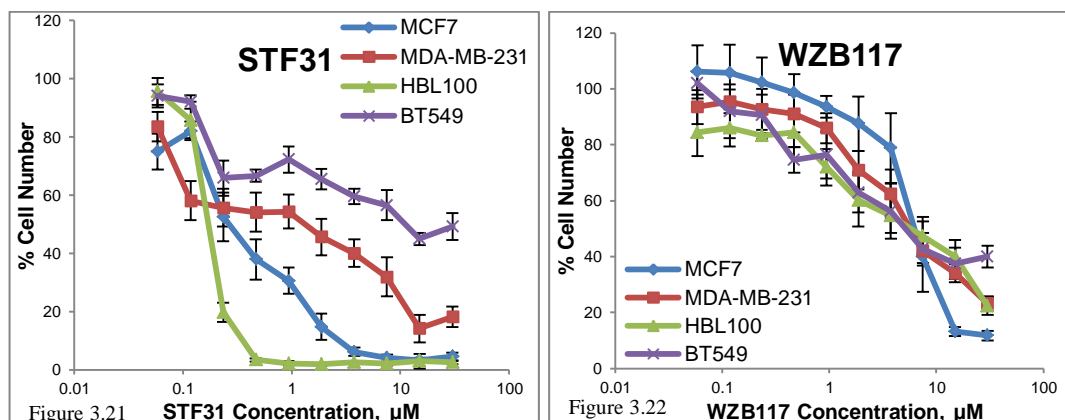 STF31
MCF7
MDA-MB-231
HBL100
BT549
% Cell Number
120
100
80
60
40
20
0
0.01
0.1
1
10
100
Figure 3.21
STF31 Concentration, µM
WZB117
% Cell Number
120
100
80
60
40
20
0
MCF7
MDA-MB-231
HBL100
BT549
0.01
0.1
1
10
100
Figure 3.22
WZB117 Concentration, µM